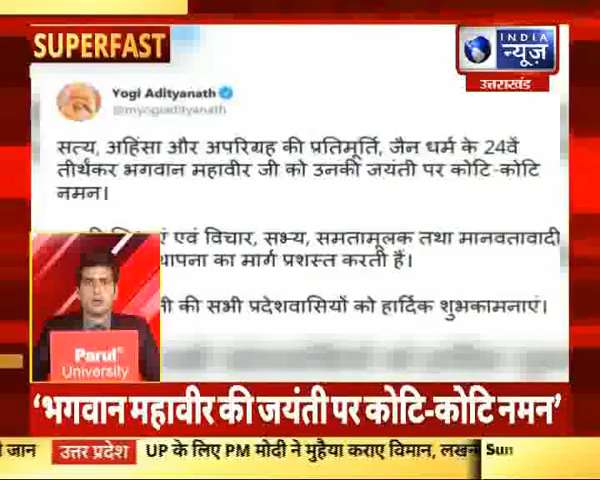 SUPERFAST
INDIA
न्यूज़
उत्तराखंड
Yogi Adityanath
@myogiadityanath
सत्य, अहिंसा और अपरिग्रह की प्रतिमूर्ति, जैन धर्म के 24वें
तीर्थंकर भगवान महावीर जी को उनकी जयंती पर कोटि-कोटि
नमन।
एवं विचार, सभ्य, समतामूलक तथा मानवतावादी
का मार्ग प्रशस्त करती हैं।
की सभी प्रदेशवासियों को हार्दिक शुभकामनाएं।
Parul
University
‘भगवान महावीर की जयंती पर कोटि-कोटि नमन’
जान उत्तर प्रदेश UP के लिए PM मोदी ने मुहैया कराए विमान, Sun